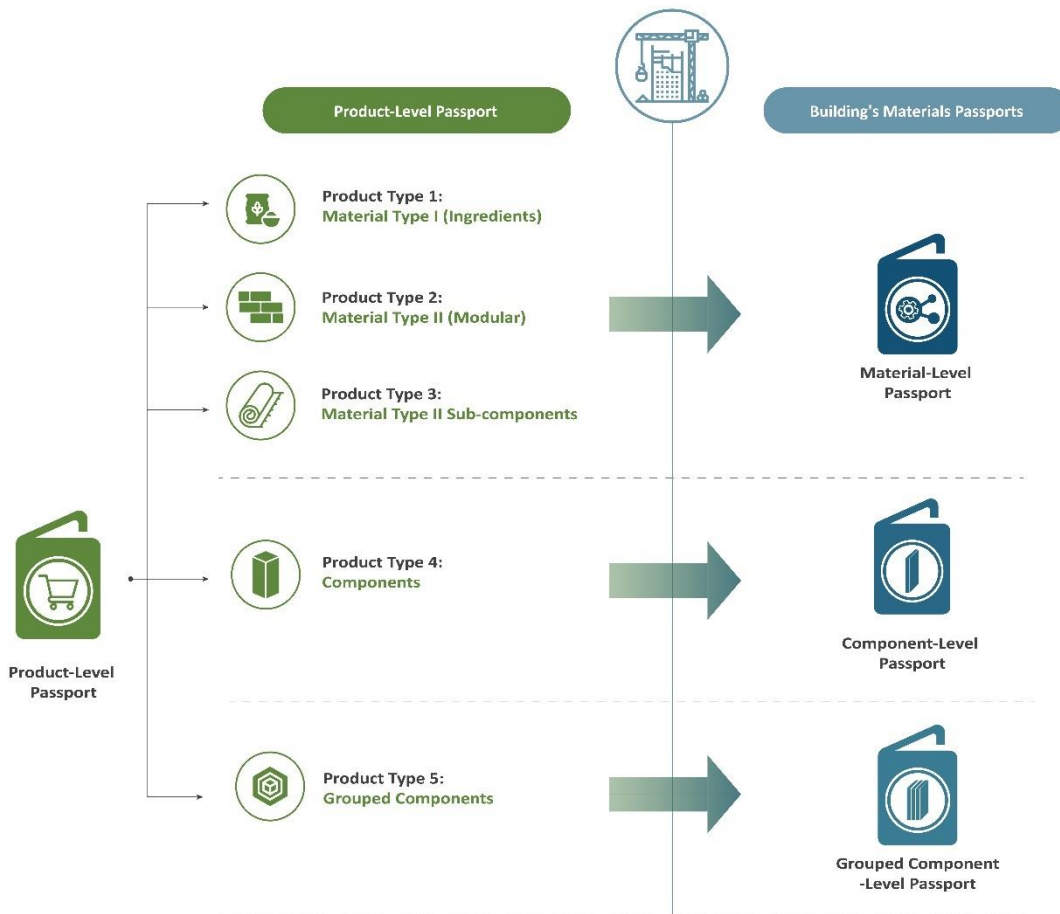 Product-Level Passport
Building's Materials Passports
Product Type 1:
Material Type I (Ingredients)
Product Type 2:
Material Type II (Modular)
Product Type 3:
Material Type II Sub-components
Material-Level
Passport
Product-Level
Passport
Product Type 4:
Components
Component-Level
Passport
Product Type 5:
Grouped Components
Grouped Component
-Level Passport